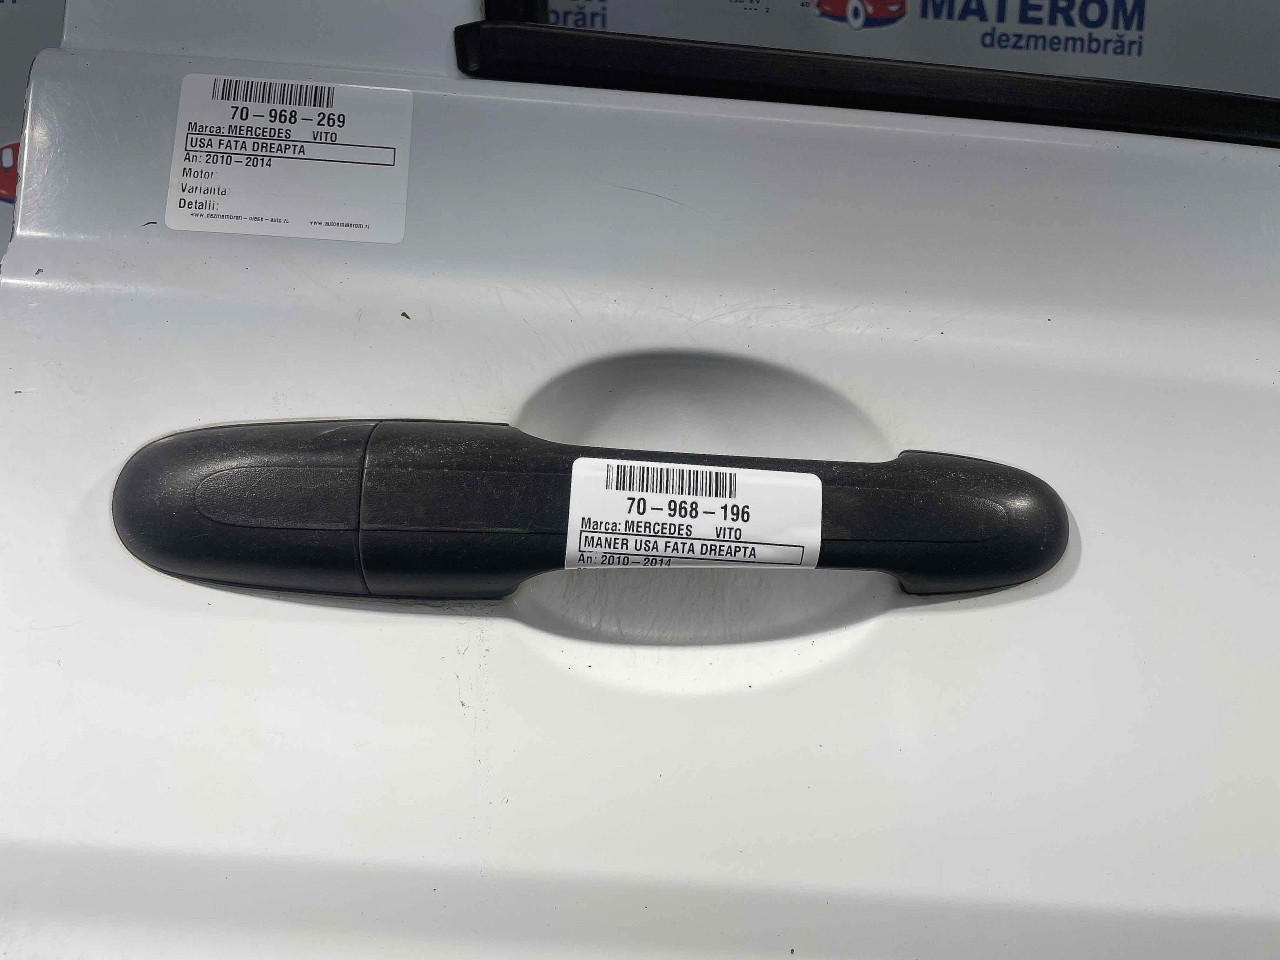 MATEROM
dezmembrări
brări
70-968-269
Marca: MERCEDES VITO
USA FATA DREAPTA
An: 2010-2014
Motor:
Varianta:
Detalii:
70-968-196
Marca: MERCEDES VITO
MANER USA FATA DREAPTA
An: 2010-2014